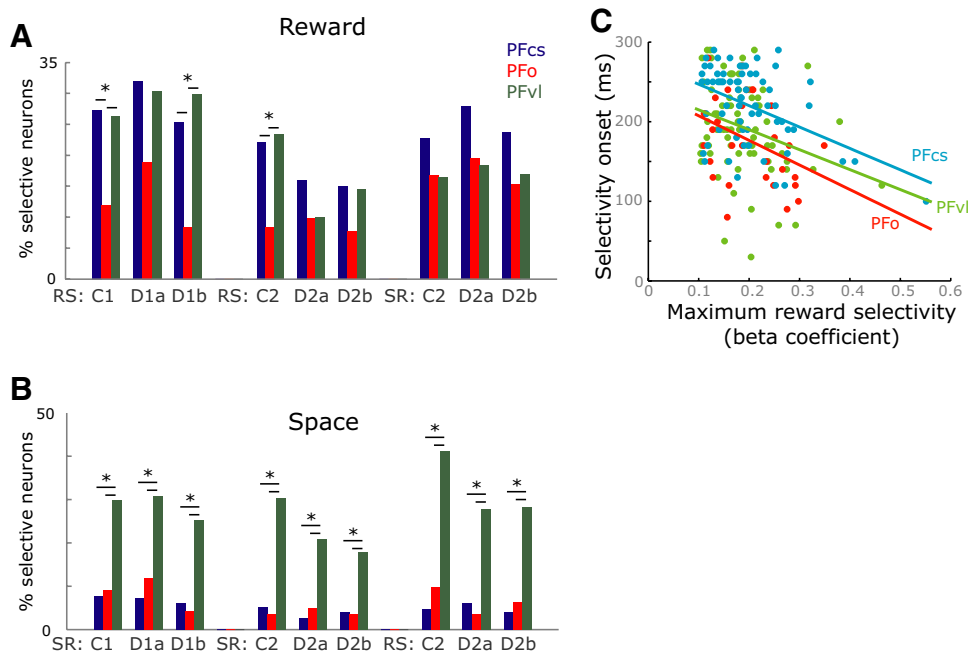 A
Reward
PFcs
PFo
PFvl
% selective neurons
35
0
* * *
RS: C1 D1a D1b RS: C2 D2a D2b SR: C2 D2a D2b
B
Space
% selective neurons
50
0
* * * * * * * * *
SR: C1 D1a D1b SR: C2 D2a D2b RS: C2 D2a D2b
C
Selectivity onset (ms)
300
200
100
0
0 0.1 0.2 0.3 0.4 0.5 0.6
PFcs
PFvl
PFo
Maximum reward selectivity
(beta coefficient)